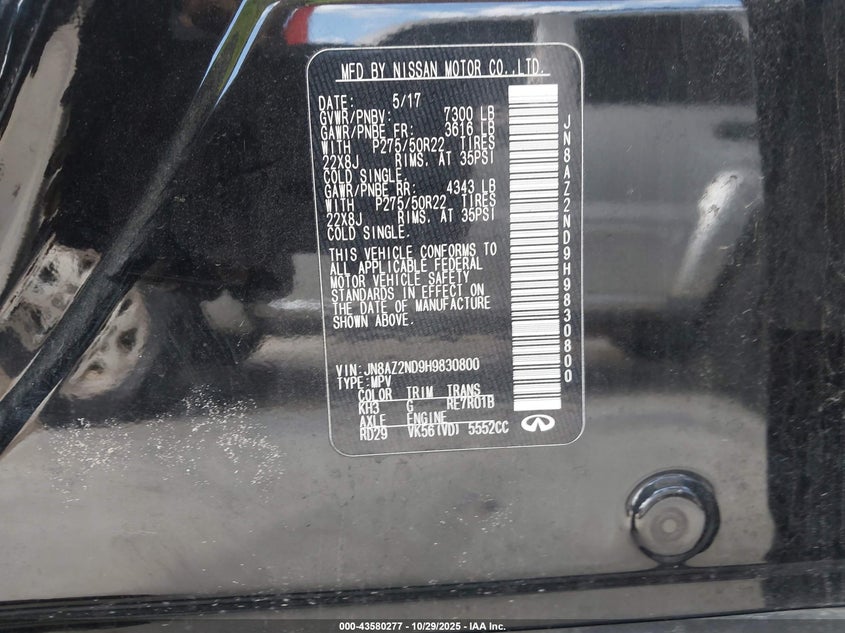 MFD BY NISSAN MOTOR CO.,LTD.
DATE: 5/17
GVWR/PNBV: 7300 LB
GAWR/PNBE FR: 3616 LB
WITH P275/50R22 TIRES
22X8J RIMS. AT 35PSI
COLD SINGLE.
GAWR/PNBE RR: 4343 LB
WITH P275/50R22 TIRES
22X8J RIMS. AT 35PSI
COLD SINGLE.
THIS VEHICLE CONFORMS TO
ALL APPLICABLE FEDERAL
MOTOR VEHICLE SAFETY
STANDARDS IN EFFECT ON
THE DATE OF MANUFACTURE
SHOWN ABOVE.
VIN: JN8AZ2ND9H9830800
TYPE: MPV
COLOR TRIM TRANS
KH3 G RE7R01B
AXLE ENGINE
RD29 VK56(VD) 5552CC
JN8AZ2ND9H9830800
000-43580277 - 10/29/2025 - IAA Inc.